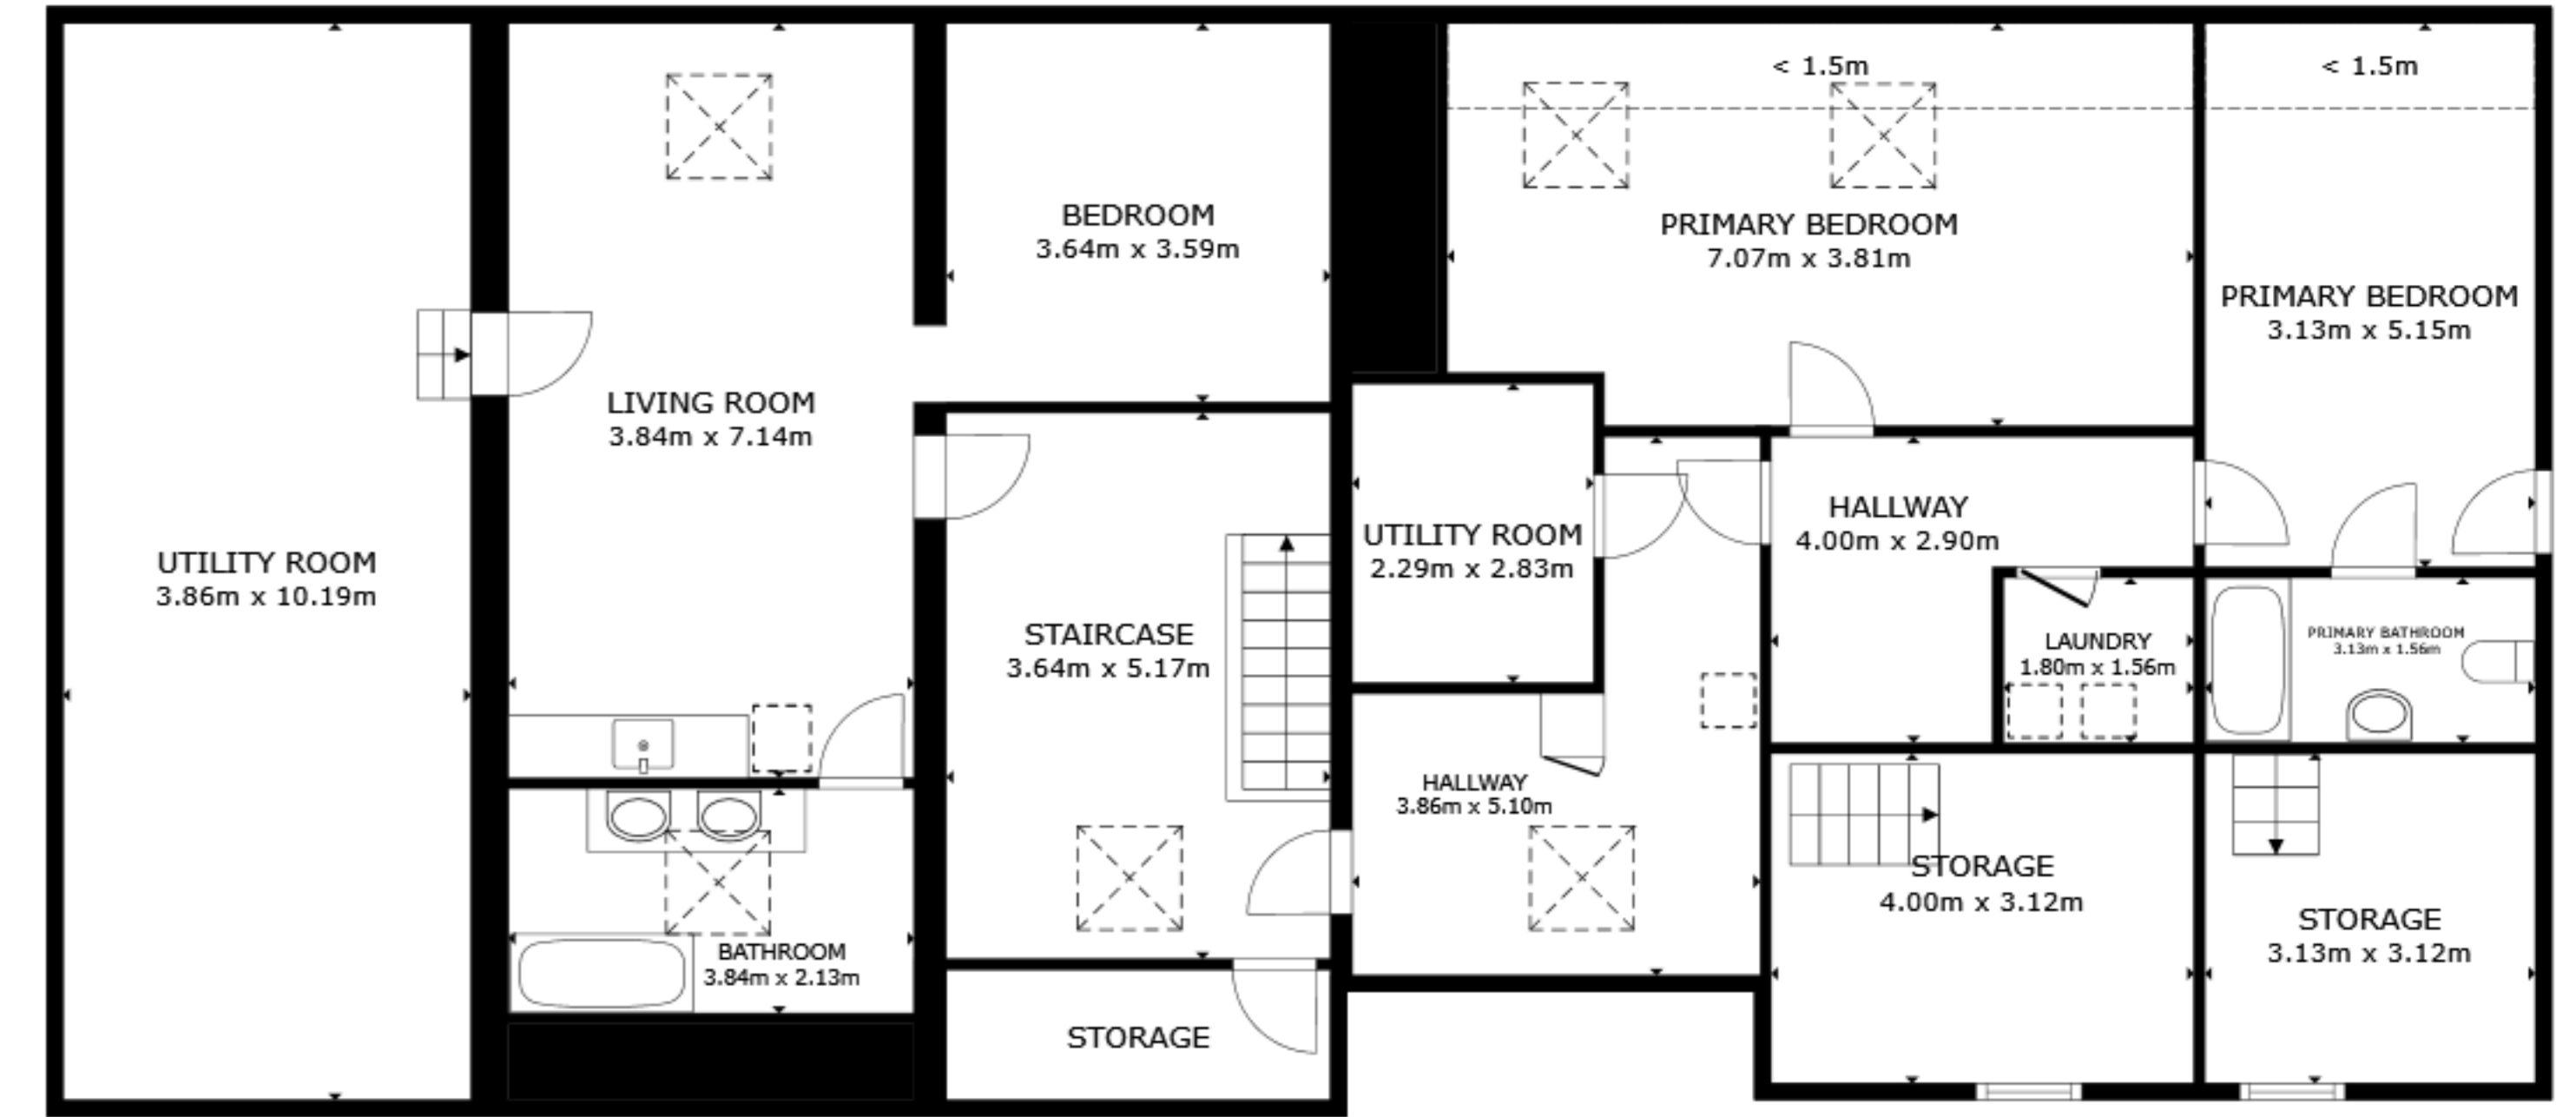 < 1.5m
< 1.5m
BEDROOM
3.64m x 3.59m
PRIMARY BEDROOM
7.07m x 3.81m
PRIMARY BEDROOM
3.13m x 5.15m
LIVING ROOM
3.84m x 7.14m
HALLWAY
4.00m x 2.90m
UTILITY ROOM
3.86m x 10.19m
UTILITY ROOM
2.29m x 2.83m
STAIRCASE
3.64m x 5.17m
LAUNDRY
1.80m x 1.56m
PRIMARY BATHROOM
3.13m x 1.56m
HALLWAY
3.86m x 5.10m
STORAGE
4.00m x 3.12m
STORAGE
3.13m x 3.12m
BATHROOM
3.84m x 2.13m
STORAGE